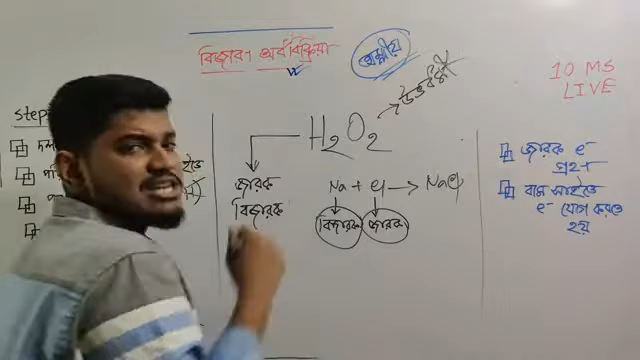 বিজারণ অর্ধবিক্রিয়া
10 MS
LIVE
Step
H₂O₂
জারক
বিজারক
Na + Cl → NaCl
বিজারক জারক
জারক e⁻
গ্রহণ
বাম সাইডে
e⁻ যোগ করতে
হয়